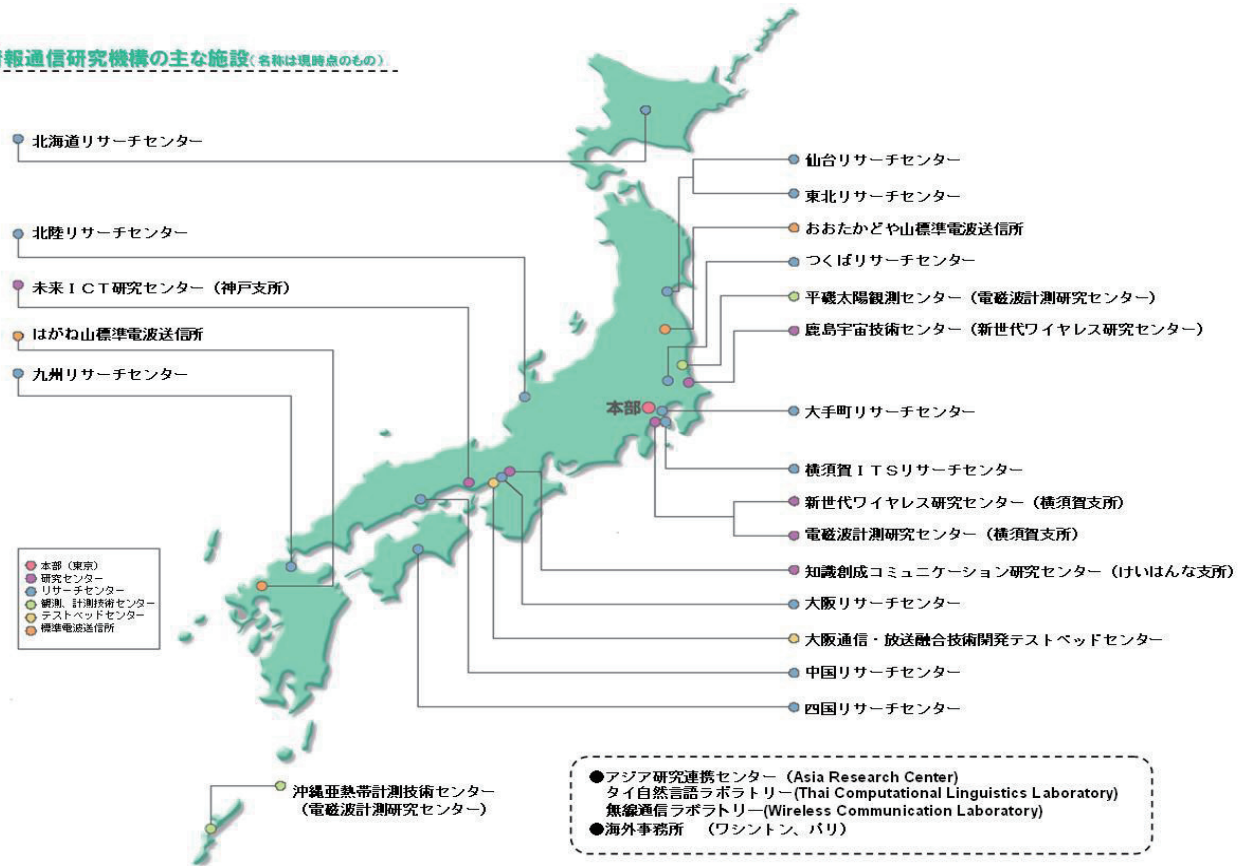 情報通信研究機構の主な施設(名称は現時点のもの)
北海道リサーチセンター
北陸リサーチセンター
未来ＩＣＴ研究センター（神戸支所）
はがね山標準電波送信所
九州リサーチセンター
仙台リサーチセンター
東北リサーチセンター
おおたかどや山標準電波送信所
つくばリサーチセンター
平磯太陽観測センター（電磁波計測研究センター）
鹿島宇宙技術センター（新世代ワイヤレス研究センター）
本部
大手町リサーチセンター
横須賀ＩＴＳリサーチセンター
新世代ワイヤレス研究センター（横須賀支所）
電磁波計測研究センター（横須賀支所）
知識創成コミュニケーション研究センター（けいはんな支所）
大阪リサーチセンター
大阪通信・放送融合技術開発テストベッドセンター
中国リサーチセンター
四国リサーチセンター
本部（東京）
研究センター
リサーチセンター
観測、計測技術センター
テストベッドセンター
標準電波送信所
沖縄亜熱帯計測技術センター
（電磁波計測研究センター）
●アジア研究連携センター（Asia Research Center)
タイ自然言語ラボラトリー(Thai Computational Linguistics Laboratory)
無線通信ラボラトリー(Wireless Communication Laboratory)
●海外事務所　（ワシントン、パリ）